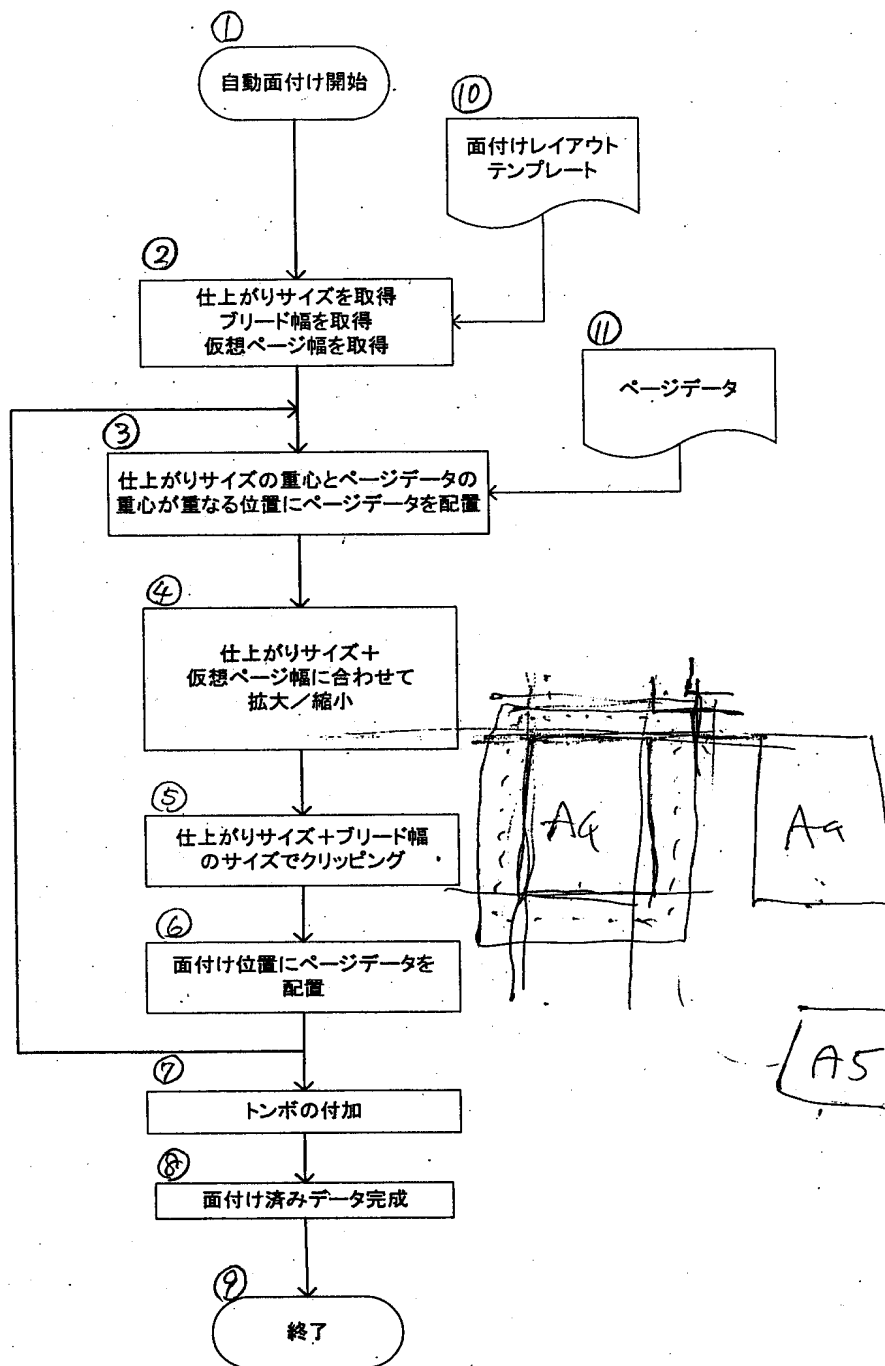 ①
自動面付け開始
⑩
面付けレイアウト
テンプレート
②
仕上がりサイズを取得
ブリード幅を取得
仮想ページ幅を取得
⑪
ページデータ
③
仕上がりサイズの重心とページデータの
重心が重なる位置にページデータを配置
④
仕上がりサイズ＋
仮想ページ幅に合わせて
拡大／縮小
⑤
仕上がりサイズ＋ブリード幅
のサイズでクリッピング
A4
A4
⑥
面付け位置にページデータを
配置
A5
⑦
トンボの付加
⑧
面付け済みデータ完成
⑨
終了